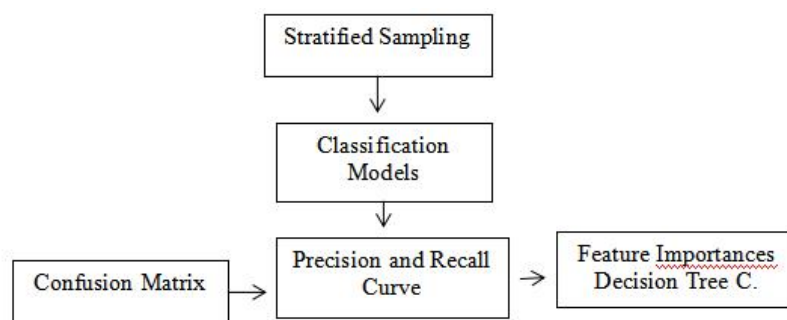 Stratified Sampling
Classification
Models
Precision and Recall
Curve
Confusion Matrix
Feature Importances
Decision Tree C.